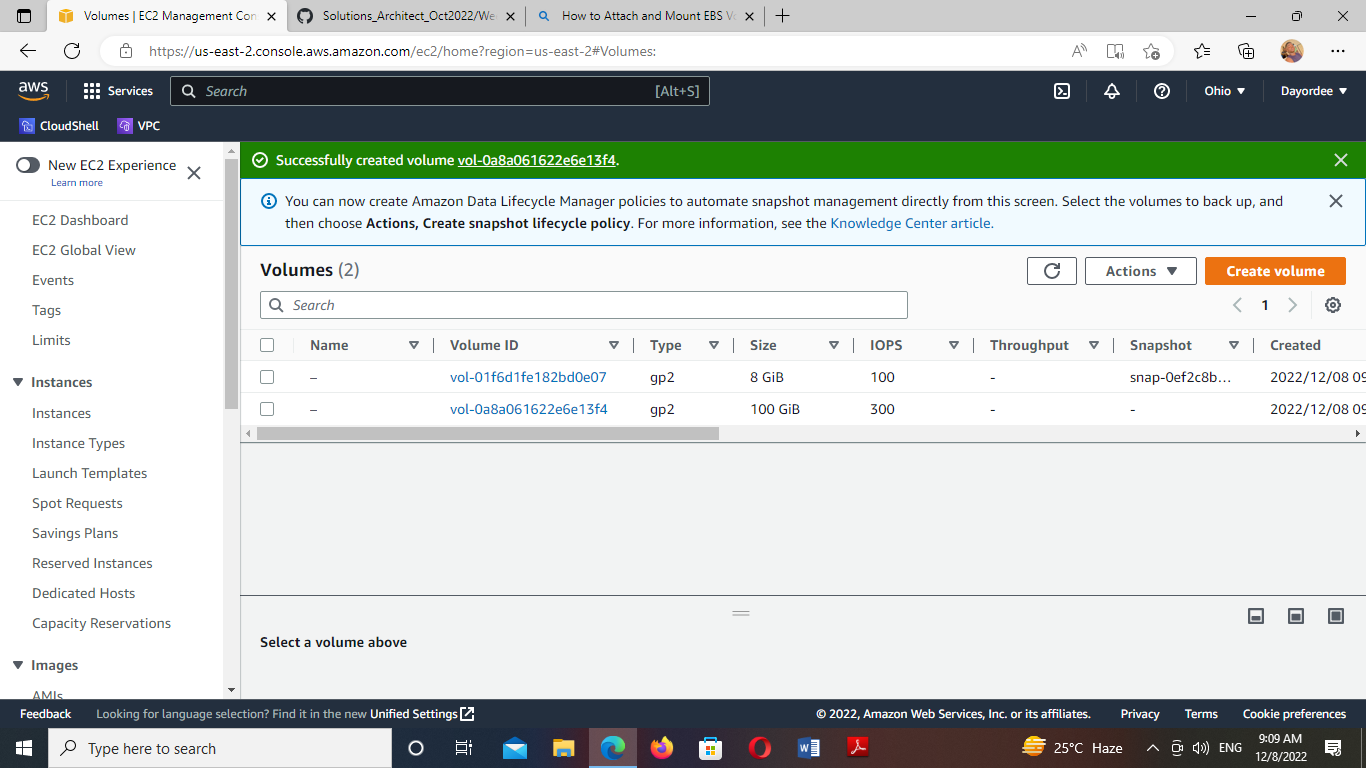 Volumes | EC2 Management Con
Solutions_Architect_Oct2022/We
How to Attach and Mount EBS Vo
https://us-east-2.console.aws.amazon.com/ec2/home?region=us-east-2#Volumes:
aws
Services
Search
[Alt+S]
Ohio
Dayordee
CloudShell
VPC
New EC2 Experience
Learn more
EC2 Dashboard
EC2 Global View
Events
Tags
Limits
Instances
Instances
Instance Types
Launch Templates
Spot Requests
Savings Plans
Reserved Instances
Dedicated Hosts
Capacity Reservations
Images
AMIs
Successfully created volume vol-0a8a061622e6e13f4.
You can now create Amazon Data Lifecycle Manager policies to automate snapshot management directly from this screen. Select the volumes to back up, and
then choose Actions, Create snapshot lifecycle policy. For more information, see the Knowledge Center article.
Volumes (2)
Actions
Create volume
Search
1
Name Volume ID Type Size IOPS Throughput Snapshot Created
– vol-01f6d1fe182bd0e07 gp2 8 GiB 100 - snap-0ef2c8b... 2022/12/08 09
– vol-0a8a061622e6e13f4 gp2 100 GiB 300 - - 2022/12/08 09
Select a volume above
Feedback
Looking for language selection? Find it in the new Unified Settings
© 2022, Amazon Web Services, Inc. or its affiliates.
Privacy
Terms
Cookie preferences
Type here to search
25°C Haze
ENG
9:09 AM
12/8/2022